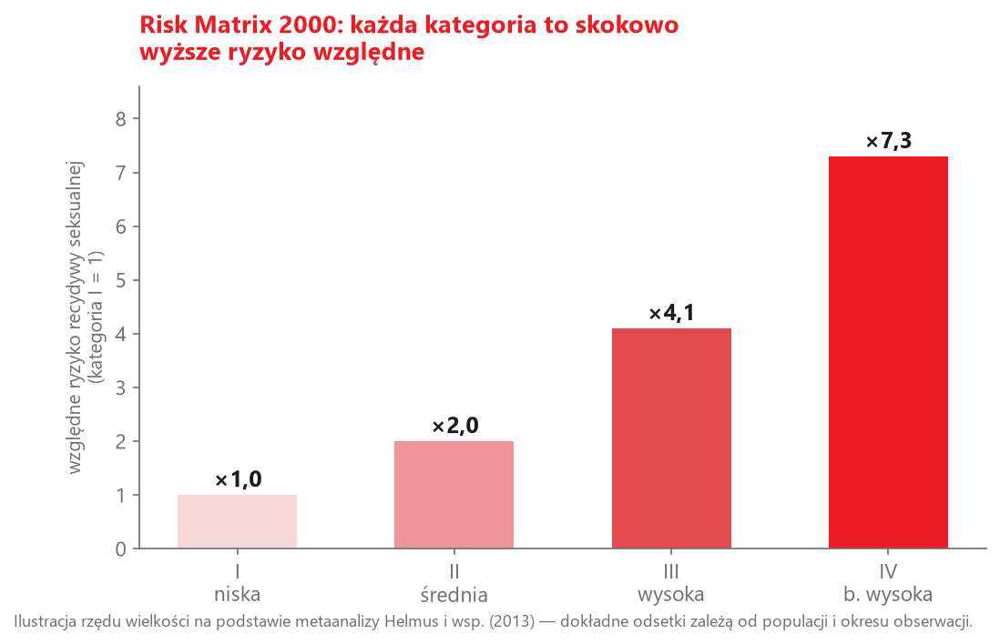 Risk Matrix 2000: każda kategoria to skokowo
wyższe ryzyko względne
względne ryzyko recydywy seksualnej
(kategoria I = 1)
8
7
6
5
4
3
2
1
0
×1,0
×2,0
×4,1
×7,3
I
niska
II
średnia
III
wysoka
IV
b. wysoka
Ilustracja rzędu wielkości na podstawie metaanalizy Helmus i wsp. (2013) — dokładne odsetki zależą od populacji i okresu obserwacji.